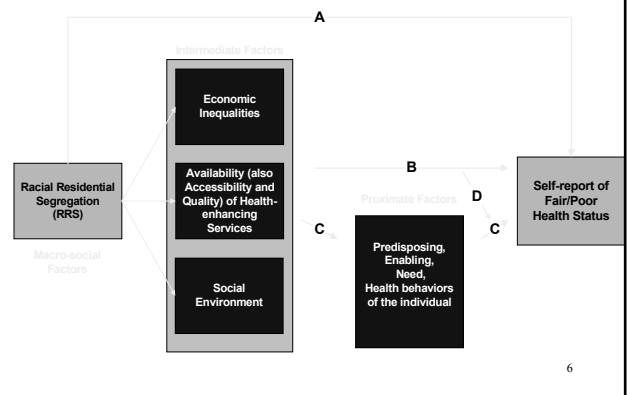 A
Intermediate Factors
Economic
Inequalities
Racial Residential
Segregation
(RRS)
Macro-social
Factors
Availability (also
Accessibility and
Quality) of Health-
enhancing
Services
Social
Environment
B
C
Proximate Factors
D
C
Predisposing,
Enabling,
Need,
Health behaviors
of the individual
Self-report of
Fair/Poor
Health Status
6